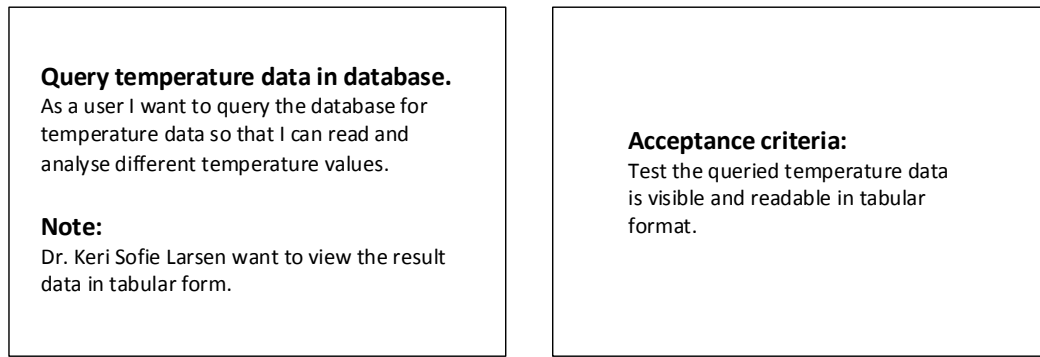 Query temperature data in database.
As a user I want to query the database for
temperature data so that I can read and
analyse different temperature values.
Note:
Dr. Keri Sofie Larsen want to view the result
data in tabular form.
Acceptance criteria:
Test the queried temperature data
is visible and readable in tabular
format.